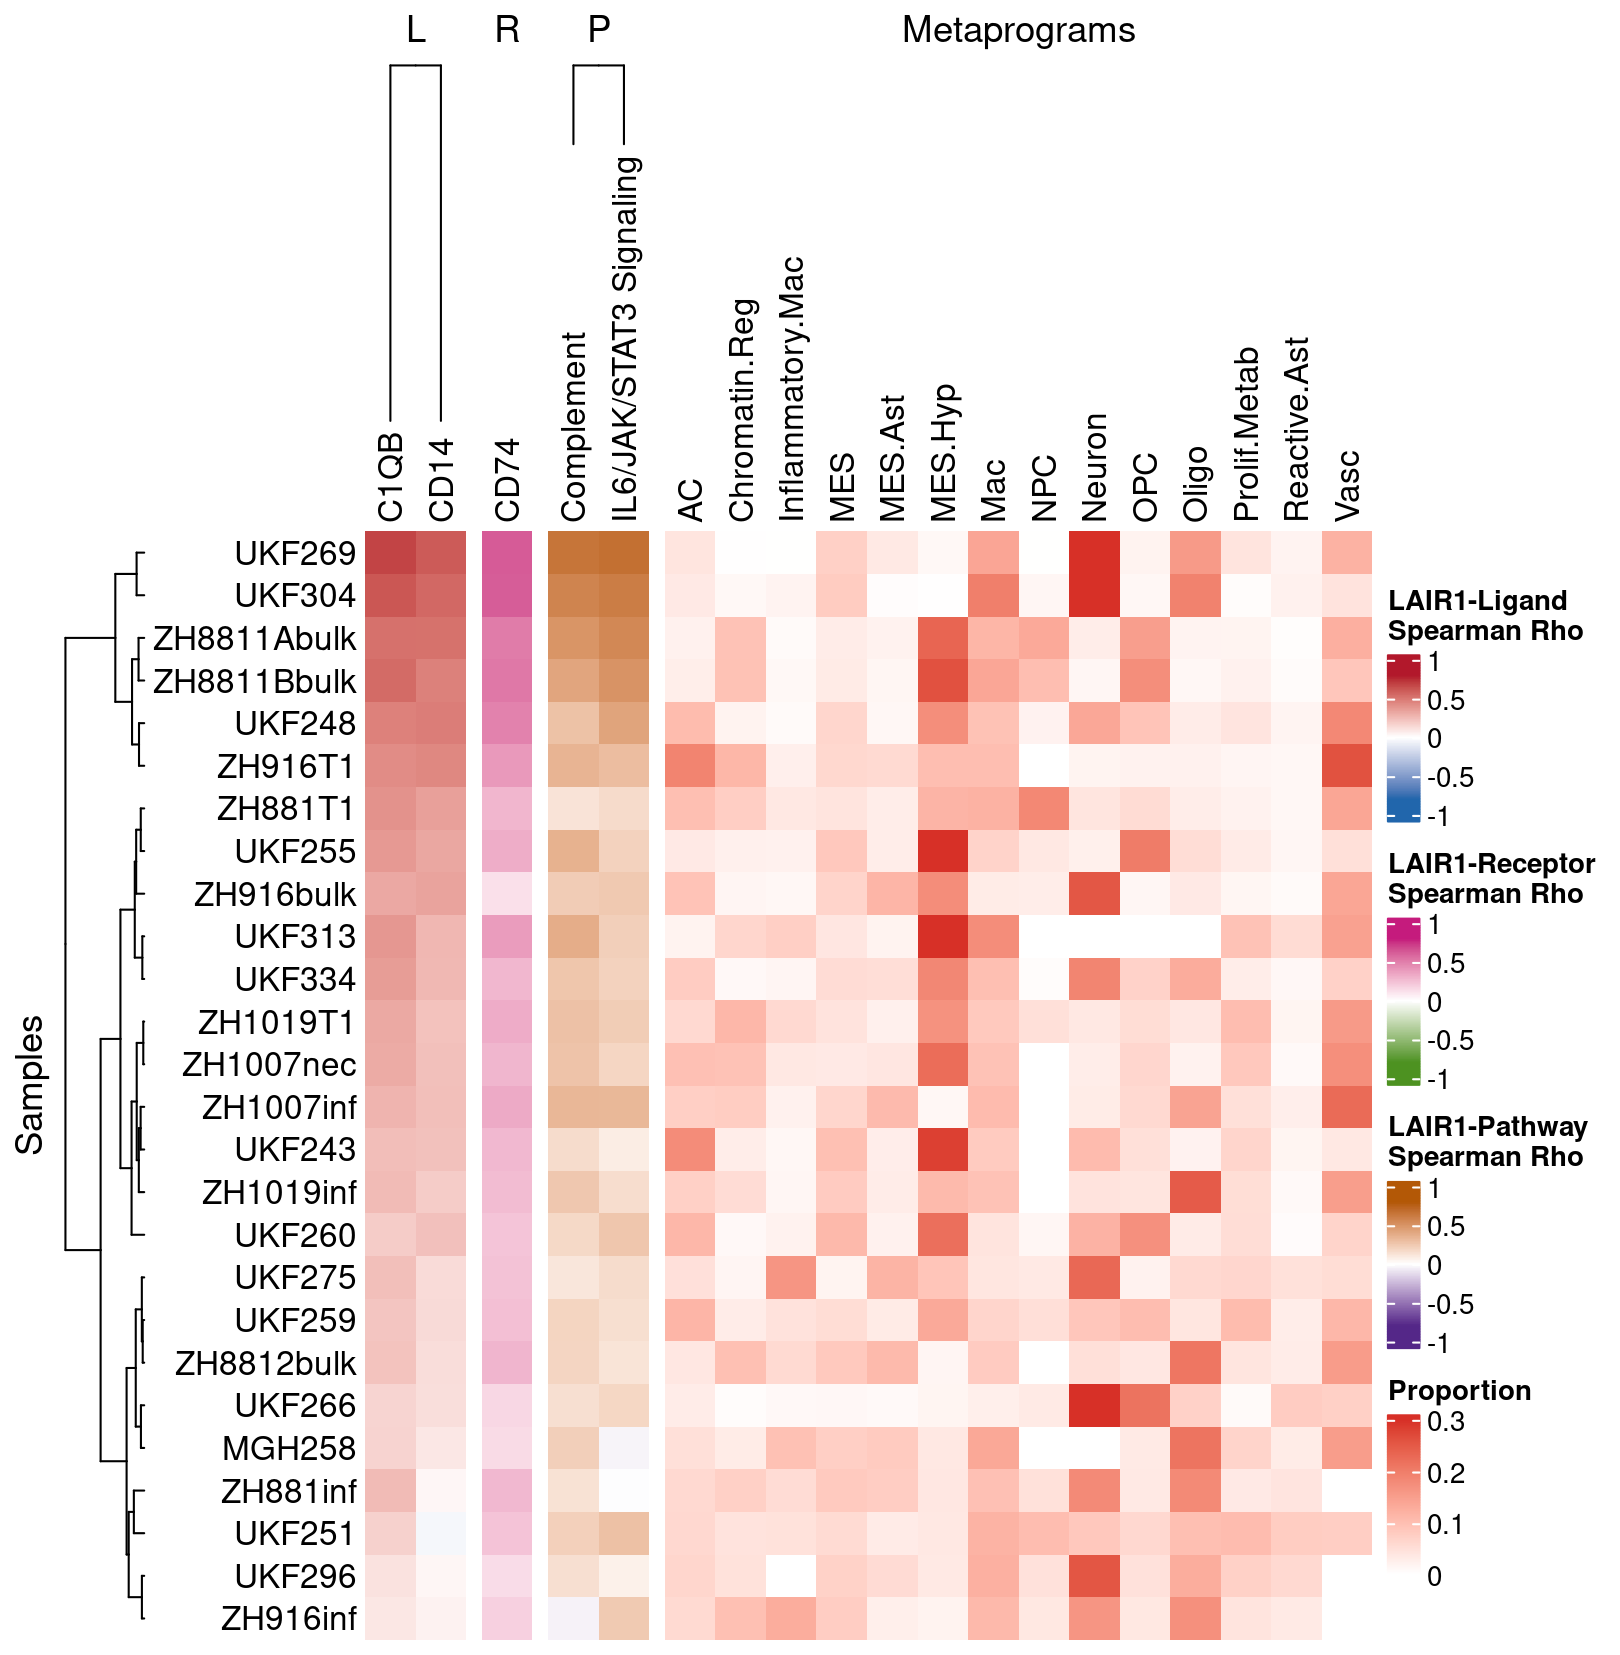 L R P Metaprograms
C1QB
CD14
CD74
Complement
IL6/JAK/STAT3 Signaling
AC
Chromatin.Reg
Inflammatory.Mac
MES
MES.Ast
MES.Hyp
Mac
NPC
Neuron
OPC
Oligo
Prolif.Metab
Reactive.Ast
Vasc
Samples
UKF269
UKF304
ZH8811Abulk
ZH8811Bbulk
UKF248
ZH916T1
ZH881T1
UKF255
ZH916bulk
UKF313
UKF334
ZH1019T1
ZH1007nec
ZH1007inf
UKF243
ZH1019inf
UKF260
UKF275
UKF259
ZH8812bulk
UKF266
MGH258
ZH881inf
UKF251
UKF296
ZH916inf
LAIR1-Ligand
Spearman Rho
1
0.5
0
-0.5
-1
LAIR1-Receptor
Spearman Rho
1
0.5
0
-0.5
-1
LAIR1-Pathway
Spearman Rho
1
0.5
0
-0.5
-1
Proportion
0.3
0.2
0.1
0